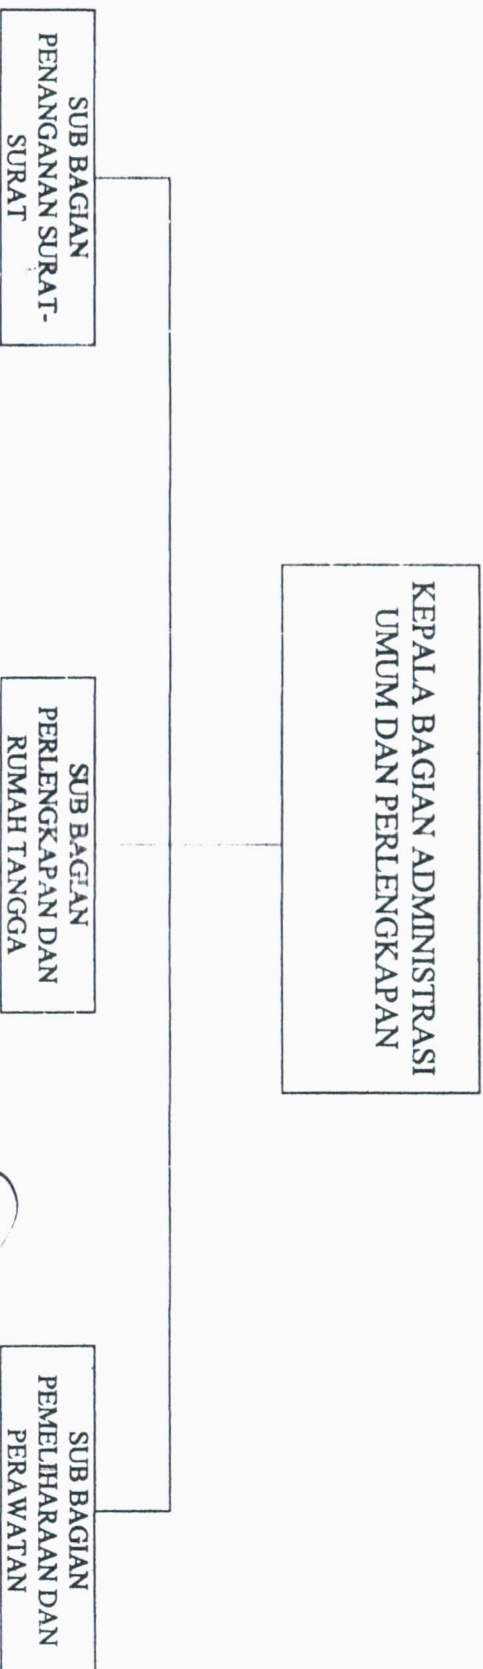 KEPALA BAGIAN ADMINISTRASI
UMUM DAN PERLENGKAPAN
SUB BAGIAN
PENANGANAN SURAT-
SURAT
SUB BAGIAN
PERLENGKAPAN DAN
RUMAH TANGGA
SUB BAGIAN
PEMELIHARAAN DAN
PERAWATAN